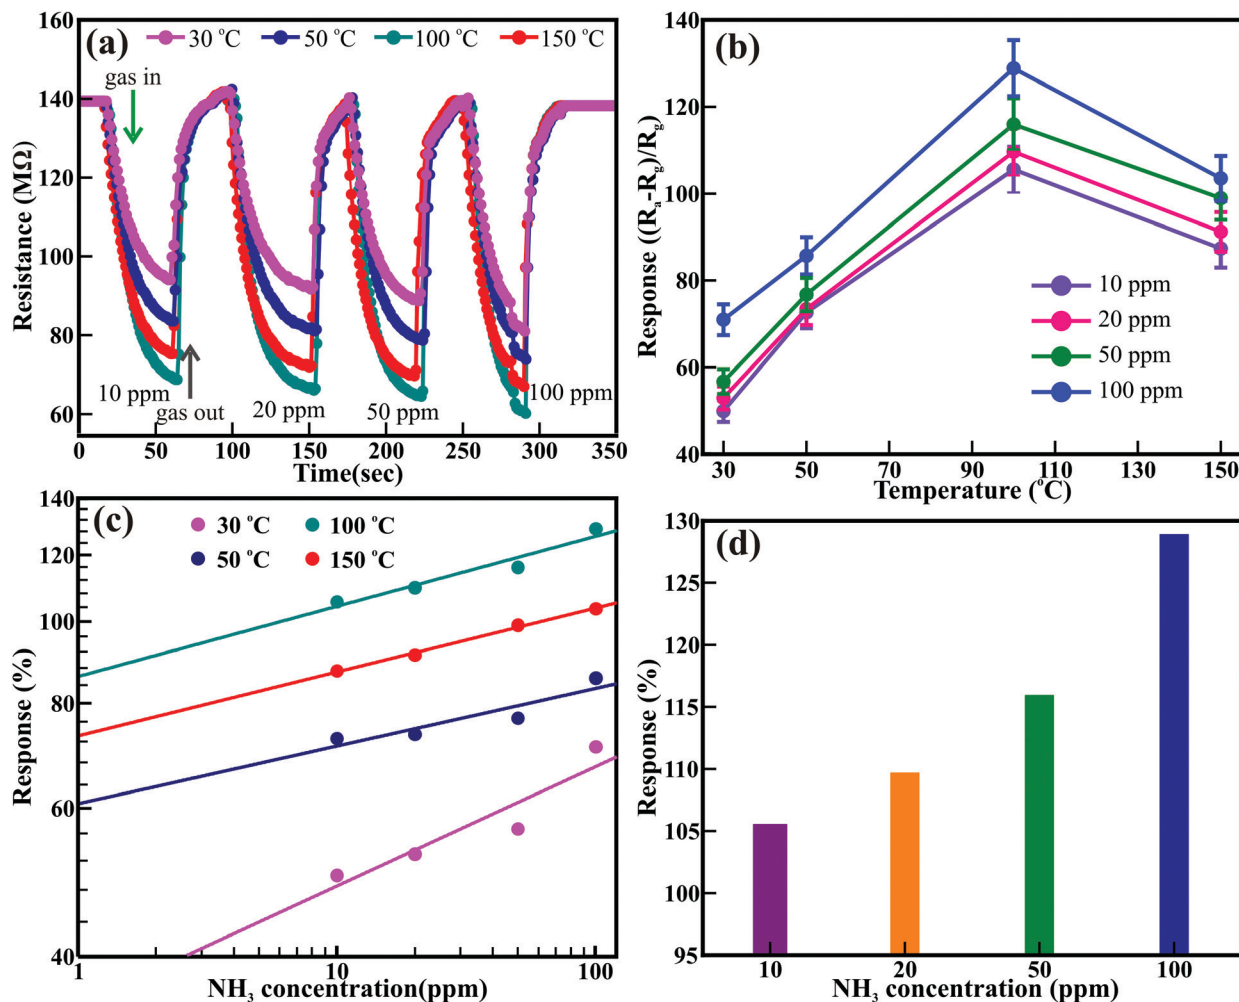 (a)
30 °C 50 °C 100 °C 150 °C
gas in
160
140
120
100
80
60
Resistance (MΩ)
10 ppm
gas out
20 ppm
50 ppm
100 ppm
0 50 100 150 200 250 300 350
Time(sec)
(b)
140
120
100
80
60
40
Response ((Ra-Rg)/Rg)
10 ppm
20 ppm
50 ppm
100 ppm
30 50 70 90 110 130 150
Temperature (°C)
(c)
30 °C 100 °C
50 °C 150 °C
140
120
100
80
60
40
Response (%)
1 10 100
NH3 concentration(ppm)
(d)
130
125
120
115
110
105
100
95
Response (%)
10 20 50 100
NH3 concentration (ppm)